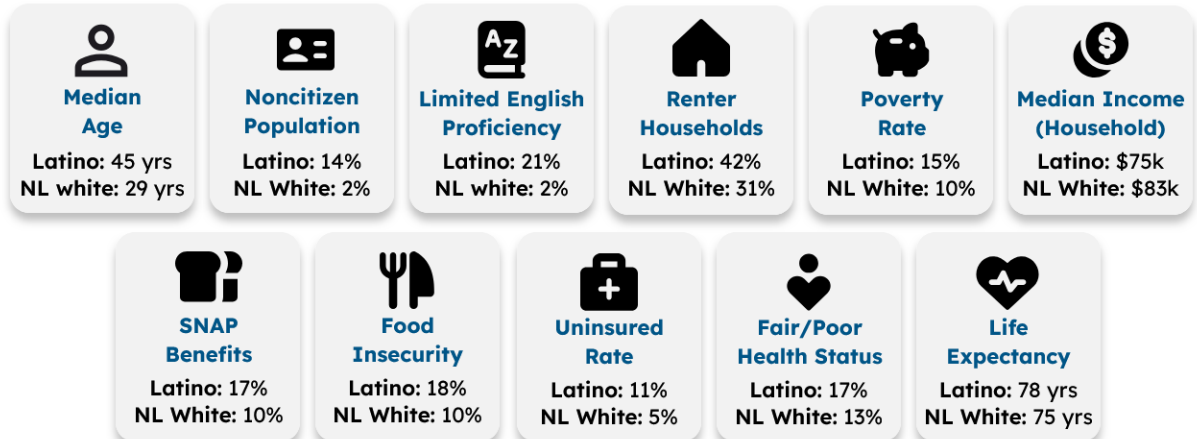 AZ
$
Median
Age
Latino: 45 yrs
NL white: 29 yrs
Noncitizen
Population
Latino: 14%
NL White: 2%
Limited English
Proficiency
Latino: 21%
NL white: 2%
Renter
Households
Latino: 42%
NL White: 31%
Poverty
Rate
Latino: 15%
NL White: 10%
Median Income
(Household)
Latino: $75k
NL White: $83k
SNAP
Benefits
Latino: 17%
NL White: 10%
Food
Insecurity
Latino: 18%
NL White: 10%
Uninsured
Rate
Latino: 11%
NL White: 5%
Fair/Poor
Health Status
Latino: 17%
NL White: 13%
Life
Expectancy
Latino: 78 yrs
NL White: 75 yrs